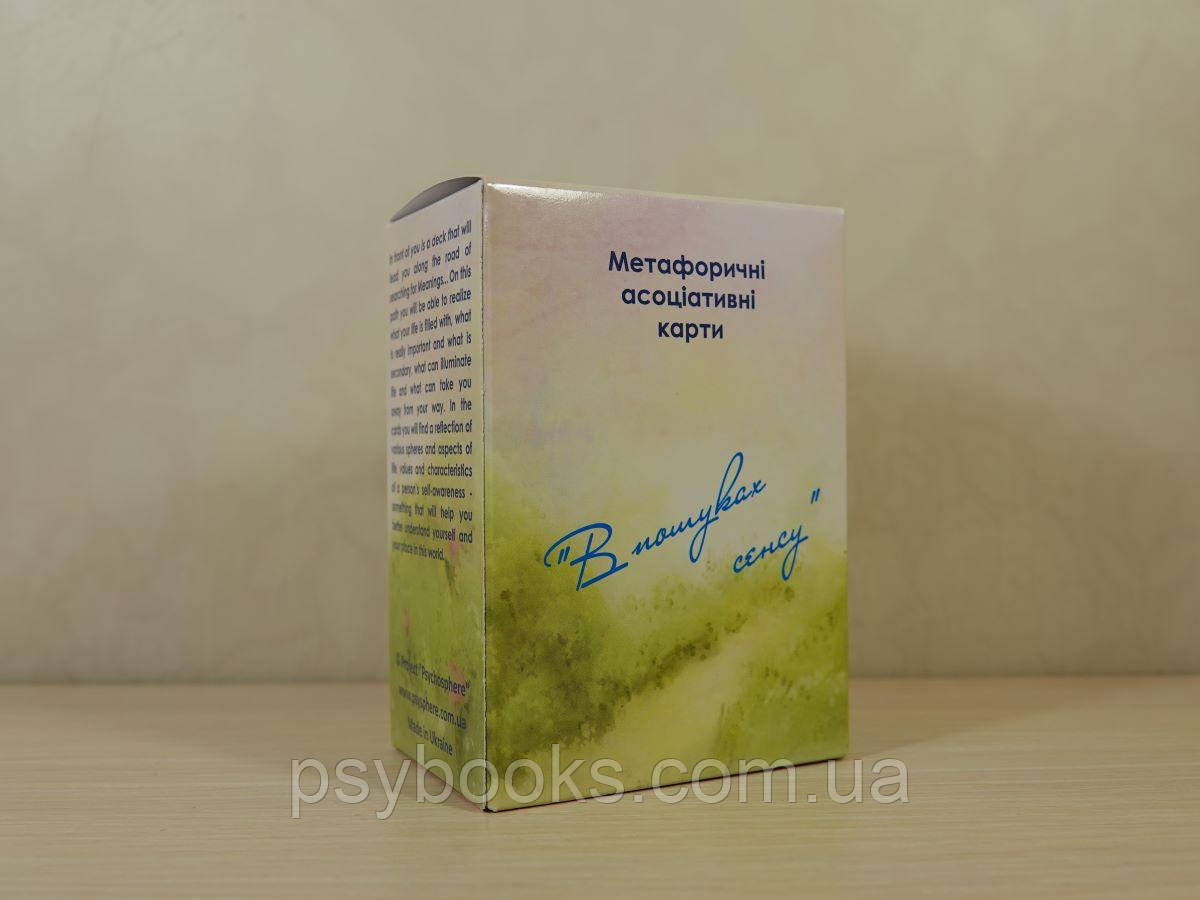 Метафоричні
асоціативні
карти
"В пошуках
сенсу"
In front of you is a deck that will
lead you along the road of
searching for Meanings... On this
path you will be able to realize
what your life is filled with, what
is really important and what is
secondary, what can illuminate
life and what can take you
away from your way. In the
cards you will find a reflection of
various spheres and aspects of
life, values and characteristics
of a person's self-awareness -
something that will help you
better understand yourself and
your place in this world.
© Project "Psychosphere"
www.psysphere.com.ua
Made in Ukraine
psybooks.com.ua